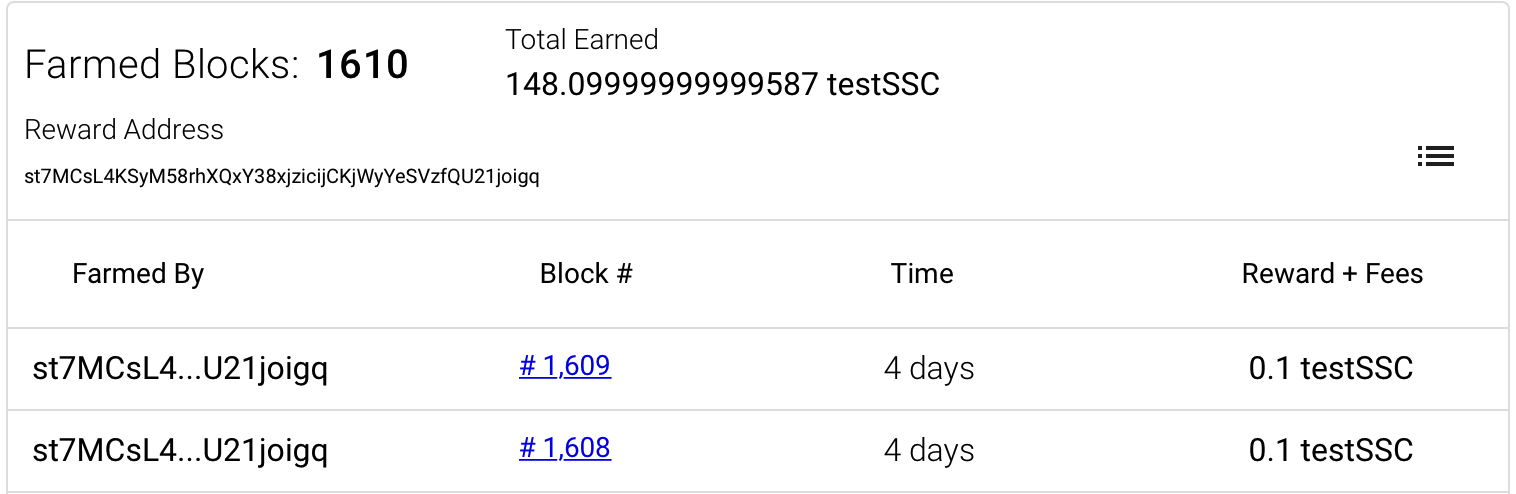 Farmed Blocks: 1610
Total Earned
148.09999999999587 testSSC
Reward Address
st7MCsL4KSyM58rhXQxY38xjzicijCKjWyYeSVzfQU21joigq
Farmed By Block # Time Reward + Fees
st7MCsL4...U21joigq # 1,609 4 days 0.1 testSSC
st7MCsL4...U21joigq # 1,608 4 days 0.1 testSSC